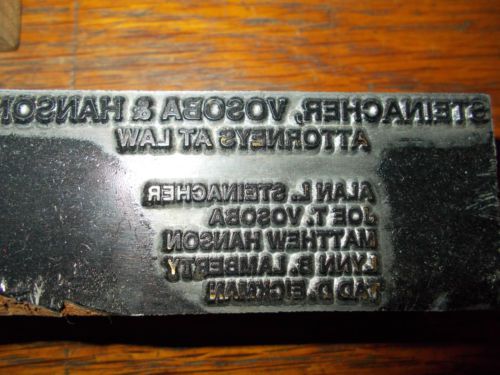 STEINACHER, VOSOBA & HANSON
ATTORNEYS AT LAW
ALAN L. STEINACHER
JOE T. VOSOBA
MATTHEW HANSON
LYNN B. LAMBERTY
TAD D. EICKMAN